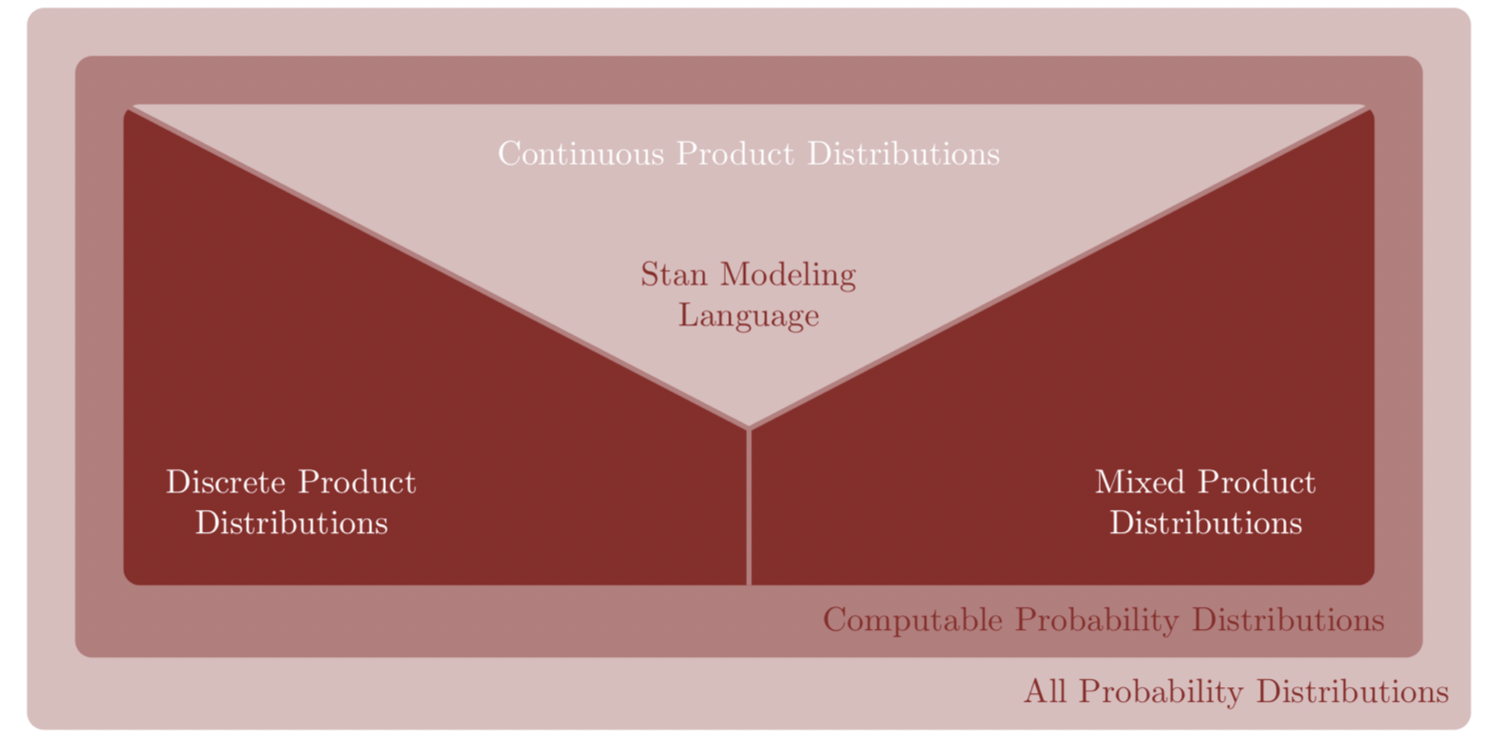 Continuous Product Distributions
Stan Modeling
Language
Discrete Product
Distributions
Mixed Product
Distributions
Computable Probability Distributions
All Probability Distributions